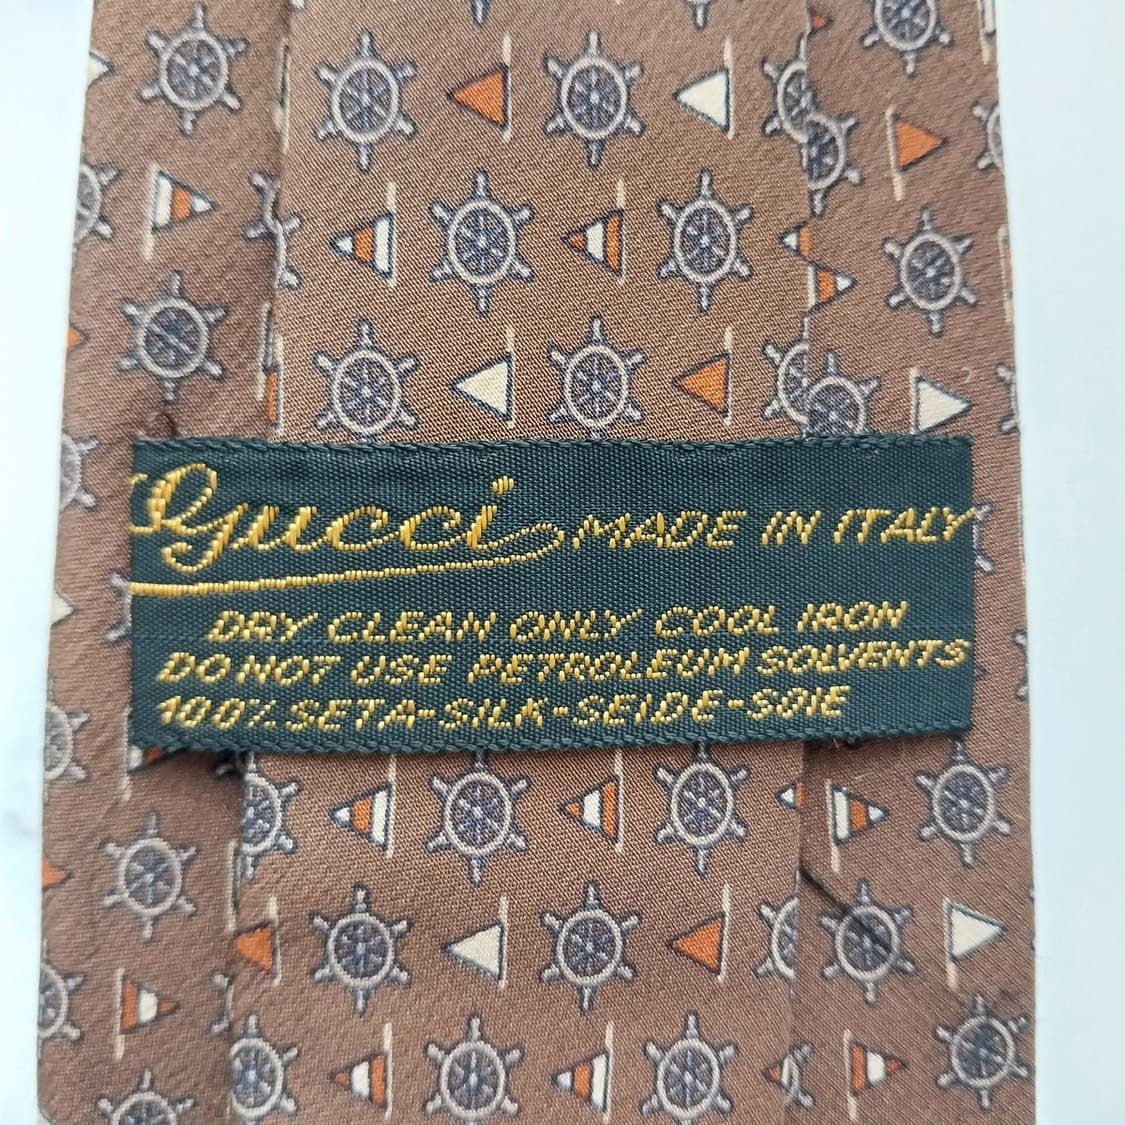 Gucci MADE IN ITALY
DRY CLEAN ONLY COOL IRON
DO NOT USE PETROLEUM SOLVENTS
100% SETA-SILK-SEIDE-SOIE